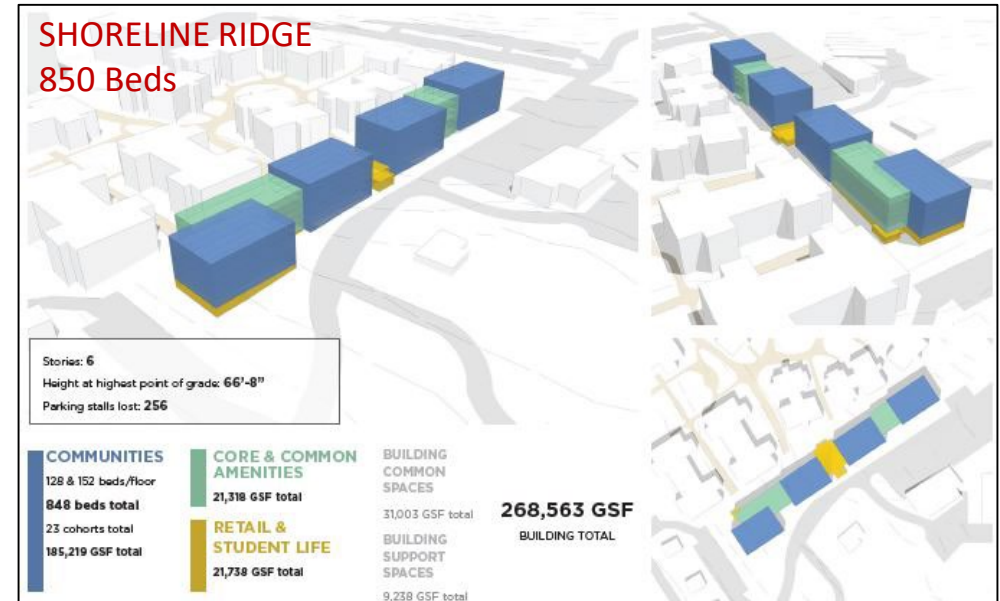 SHORELINE RIDGE
850 Beds
Stories: 6
Height at highest point of grade: 66'-8"
Parking stalls lost: 256
COMMUNITIES
128 & 152 beds/floor
848 beds total
23 cohorts total
185,219 GSF total
CORE & COMMON
AMENITIES
21,318 GSF total
RETAIL &
STUDENT LIFE
21,738 GSF total
BUILDING
COMMON
SPACES
31,003 GSF total
BUILDING
SUPPORT
SPACES
9,238 GSF total
268,563 GSF
BUILDING TOTAL